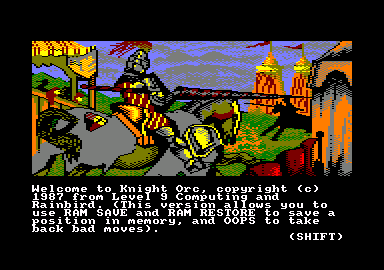 Welcome to Knight Orc, copyright (c)
1987 from Level 9 Computing and
Rainbird. (This version allows you to
use RAM SAVE and RAM RESTORE to save a
position in memory, and OOPS to take
back bad moves).
(SHIFT)